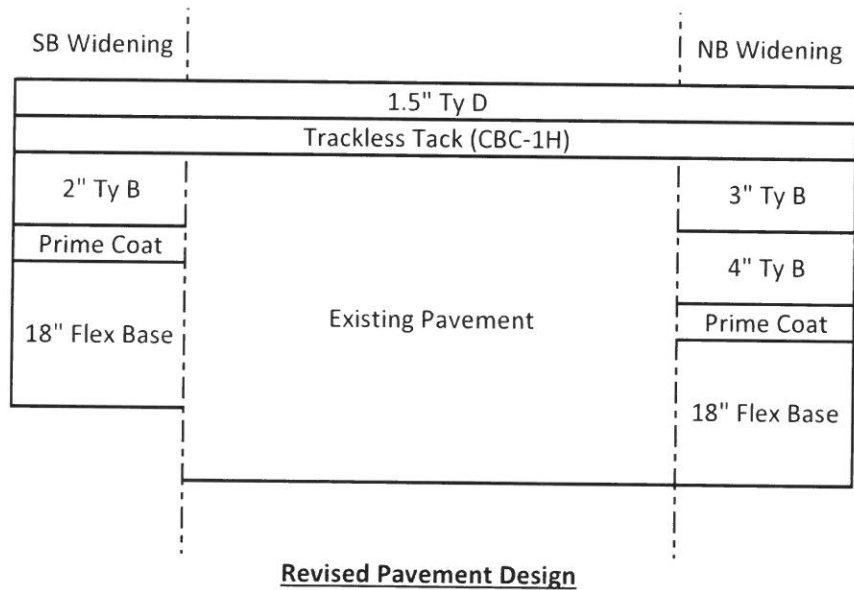 SB Widening
NB Widening
1.5" Ty D
Trackless Tack (CBC-1H)
2" Ty B
3" Ty B
Prime Coat
4" Ty B
18" Flex Base
Existing Pavement
Prime Coat
18" Flex Base
Revised Pavement Design